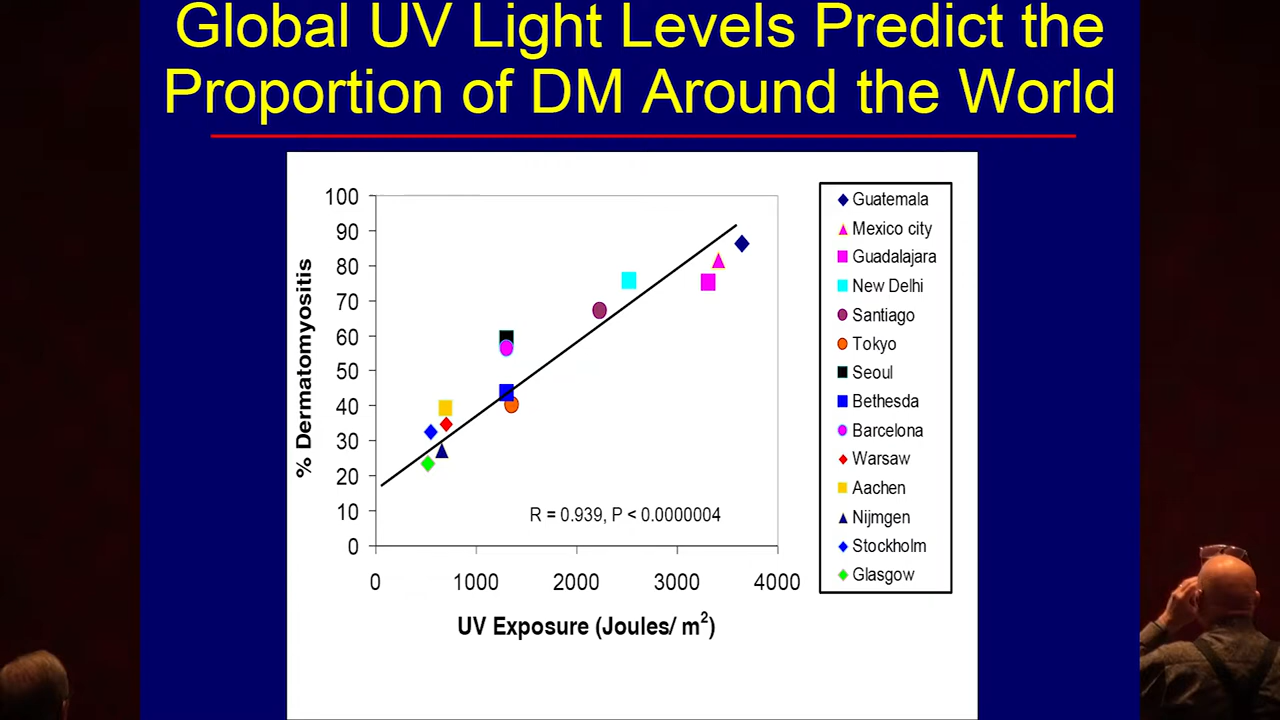 Global UV Light Levels Predict the
Proportion of DM Around the World
% Dermatomyositis
100
90
80
70
60
50
40
30
20
10
0
R = 0.939, P < 0.0000004
0 1000 2000 3000 4000
UV Exposure (Joules/ m²)
Guatemala
Mexico city
Guadalajara
New Delhi
Santiago
Tokyo
Seoul
Bethesda
Barcelona
Warsaw
Aachen
Nijmgen
Stockholm
Glasgow